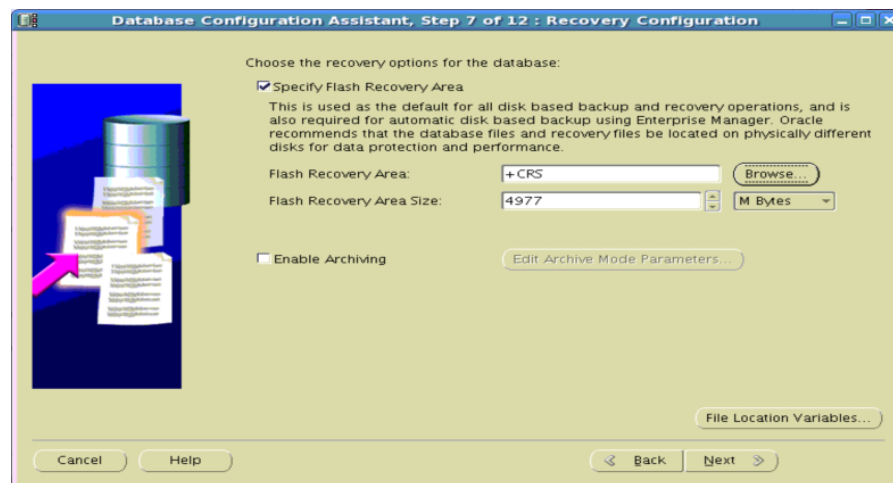 Database Configuration Assistant, Step 7 of 12 : Recovery Configuration
Choose the recovery options for the database:
Specify Flash Recovery Area
This is used as the default for all disk based backup and recovery operations, and is
also required for automatic disk based backup using Enterprise Manager. Oracle
recommends that the database files and recovery files be located on physically different
disks for data protection and performance.
Flash Recovery Area: +CRS Browse...
Flash Recovery Area Size: 4977 M Bytes
Enable Archiving Edit Archive Mode Parameters...
File Location Variables...
Cancel Help Back Next